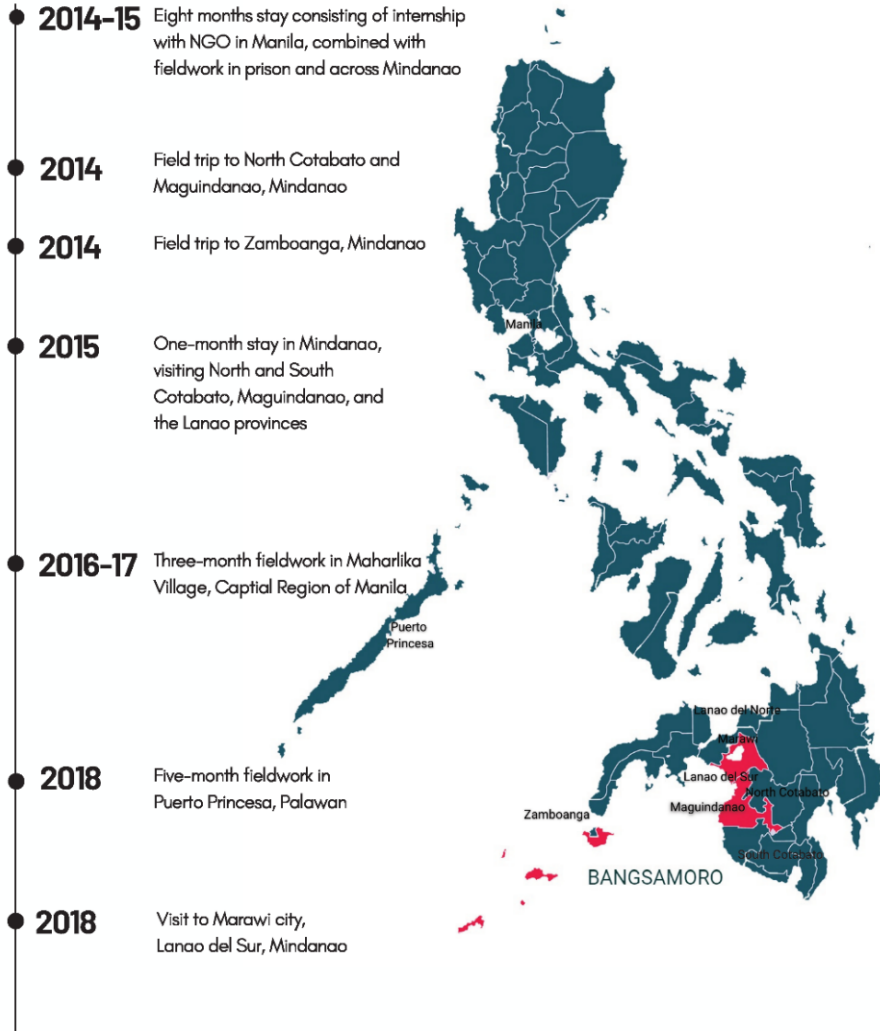 2014-15
Eight months stay consisting of internship
with NGO in Manila, combined with
fieldwork in prison and across Mindanao
2014
Field trip to North Cotabato and
Maguindanao, Mindanao
2014
Field trip to Zamboanga, Mindanao
2015
One-month stay in Mindanao,
visiting North and South
Cotabato, Maguindanao, and
the Lanao provinces
2016-17
Three-month fieldwork in Maharlika
Village, Captial Region of Manila
2018
Five-month fieldwork in
Puerto Princesa, Palawan
2018
Visit to Marawi city,
Lanao del Sur, Mindanao
Manila
Puerto
Princesa
Lanao del Norte
Marawi
Lanao del Sur
North Cotabato
Maguindanao
Zamboanga
South Cotabato
BANGSAMORO